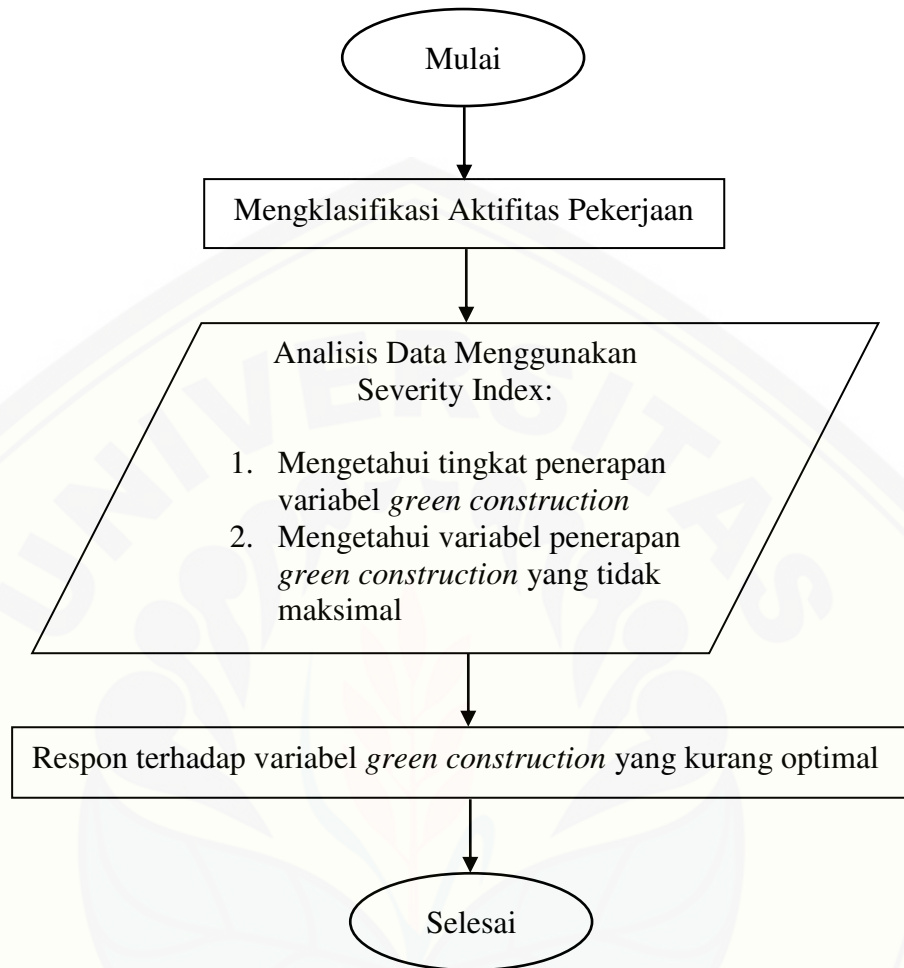 Mulai
Mengklasifikasi Aktifitas Pekerjaan
UNIVERSITAS
Analisis Data Menggunakan
Severity Index:
1. Mengetahui tingkat penerapan
variabel green construction
2. Mengetahui variabel penerapan
green construction yang tidak
maksimal
Respon terhadap variabel green construction yang kurang optimal
Selesai